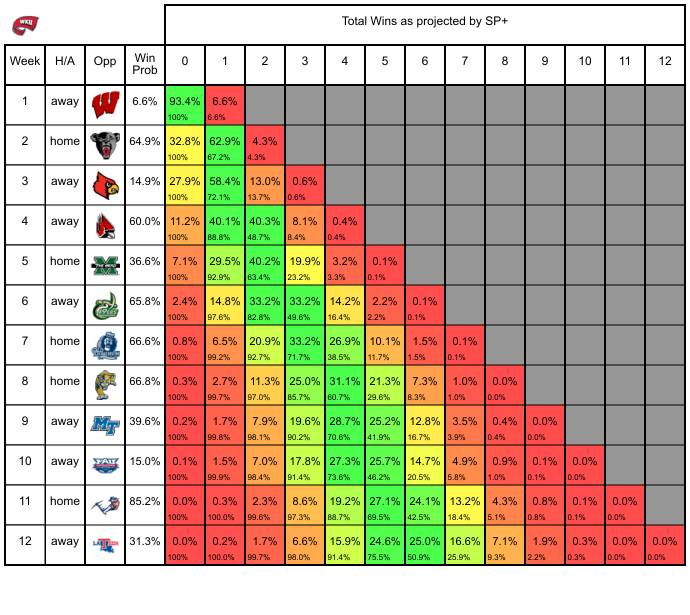 WKU
Total Wins as projected by SP+
Week H/A Opp Win Prob 0 1 2 3 4 5 6 7 8 9 10 11 12
1 away W 6.6% 93.4% 6.6%
100% 6.6%
2 home 64.9% 32.8% 62.9% 4.3%
100% 67.2% 4.3%
3 away 14.9% 27.9% 58.4% 13.0% 0.6%
100% 72.1% 13.7% 0.6%
4 away 60.0% 11.2% 40.1% 40.3% 8.1% 0.4%
100% 88.8% 48.7% 8.4% 0.4%
5 home M 36.6% 7.1% 29.5% 40.2% 19.9% 3.2% 0.1%
100% 92.9% 63.4% 23.2% 3.3% 0.1%
6 away 65.8% 2.4% 14.8% 33.2% 33.2% 14.2% 2.2% 0.1%
100% 97.6% 82.8% 49.6% 16.4% 2.2% 0.1%
7 home 66.6% 0.8% 6.5% 20.9% 33.2% 26.9% 10.1% 1.5% 0.1%
100% 99.2% 92.7% 71.7% 38.5% 11.7% 1.5% 0.1%
8 home 66.8% 0.3% 2.7% 11.3% 25.0% 31.1% 21.3% 7.3% 1.0% 0.0%
100% 99.7% 97.0% 85.7% 60.7% 29.6% 8.3% 1.0% 0.0%
9 away MT 39.6% 0.2% 1.7% 7.9% 19.6% 28.7% 25.2% 12.8% 3.5% 0.4% 0.0%
100% 99.8% 98.1% 90.2% 70.6% 41.9% 16.7% 3.9% 0.4% 0.0%
10 away FAU 15.0% 0.1% 1.5% 7.0% 17.8% 27.3% 25.7% 14.7% 4.9% 0.9% 0.1% 0.0%
100% 99.9% 98.4% 91.4% 73.6% 46.2% 20.5% 5.8% 1.0% 0.1% 0.0%
11 home 85.2% 0.0% 0.3% 2.3% 8.6% 19.2% 27.1% 24.1% 13.2% 4.3% 0.8% 0.1% 0.0%
100% 100.0% 99.6% 97.3% 88.7% 69.5% 42.5% 18.4% 5.1% 0.8% 0.1% 0.0%
12 away LA TECH 31.3% 0.0% 0.2% 1.7% 6.6% 15.9% 24.6% 25.0% 16.6% 7.1% 1.9% 0.3% 0.0% 0.0%
100% 100.0% 99.7% 98.0% 91.4% 75.5% 50.9% 25.9% 9.3% 2.2% 0.3% 0.0% 0.0%